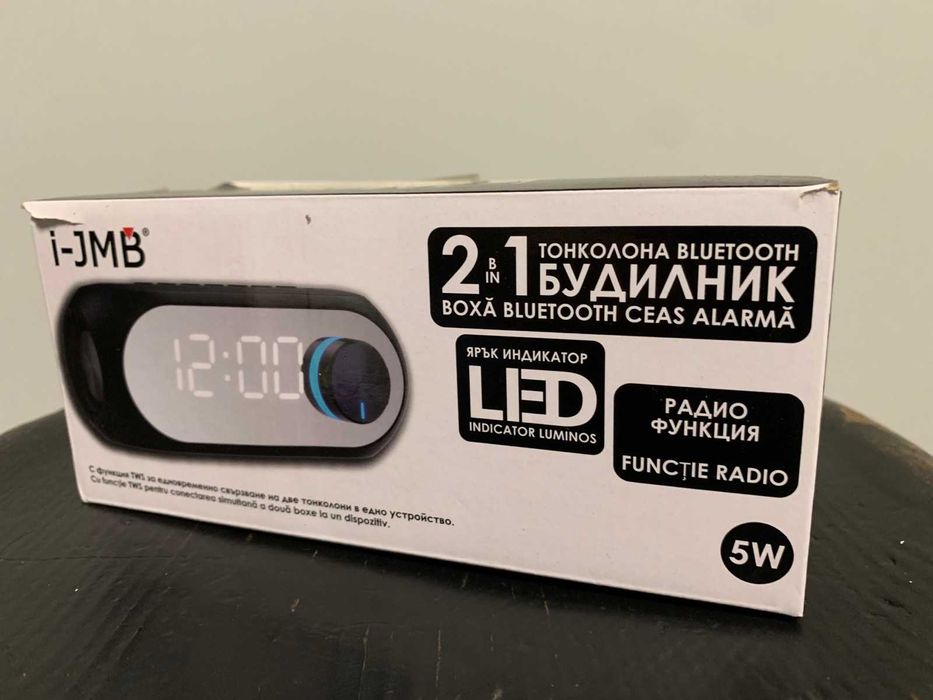 i-JMB®
2 В IN 1 ТОНКОЛОНА BLUETOOTH
БУДИЛНИК
BOXĂ BLUETOOTH CEAS ALARMĂ
12:00
ЯРЪК ИНДИКАТОР
LED
INDICATOR LUMINOS
РАДИО
ФУНКЦИЯ
FUNCȚIE RADIO
С функция TWS за едновременно свързване на две тонколони в едно устройство.
Cu funcție TWS pentru conectarea simultană a două boxe la un dispozitiv.
5W